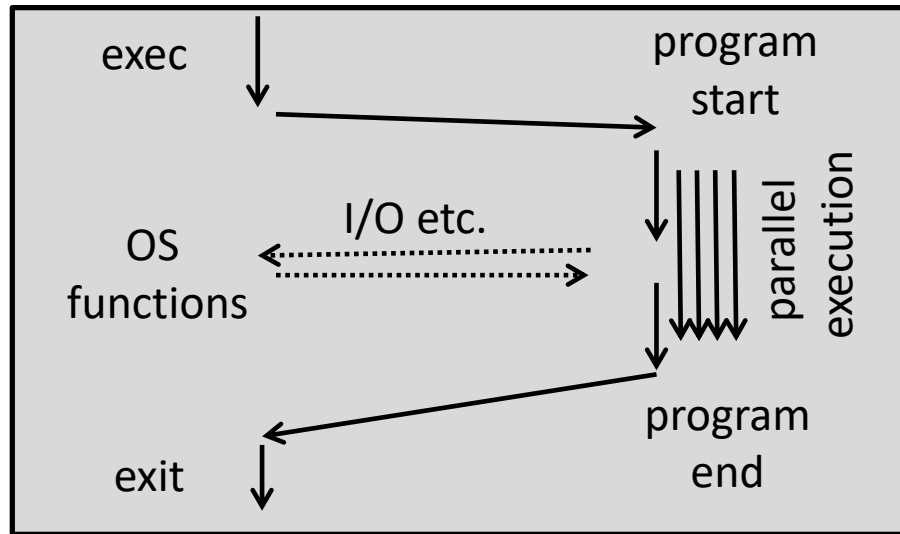 exec
program
start
I/O etc.
OS
functions
parallel
execution
program
end
exit